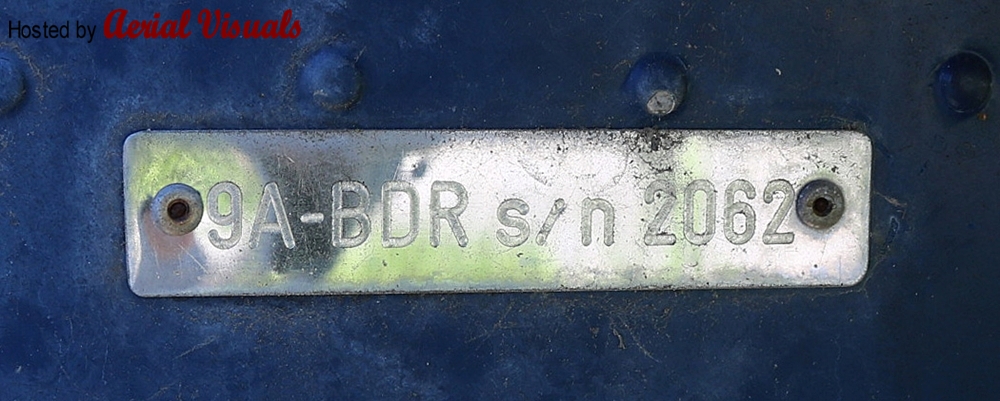 Hosted by Aerial Visuals
9A-BDR s/n 2062